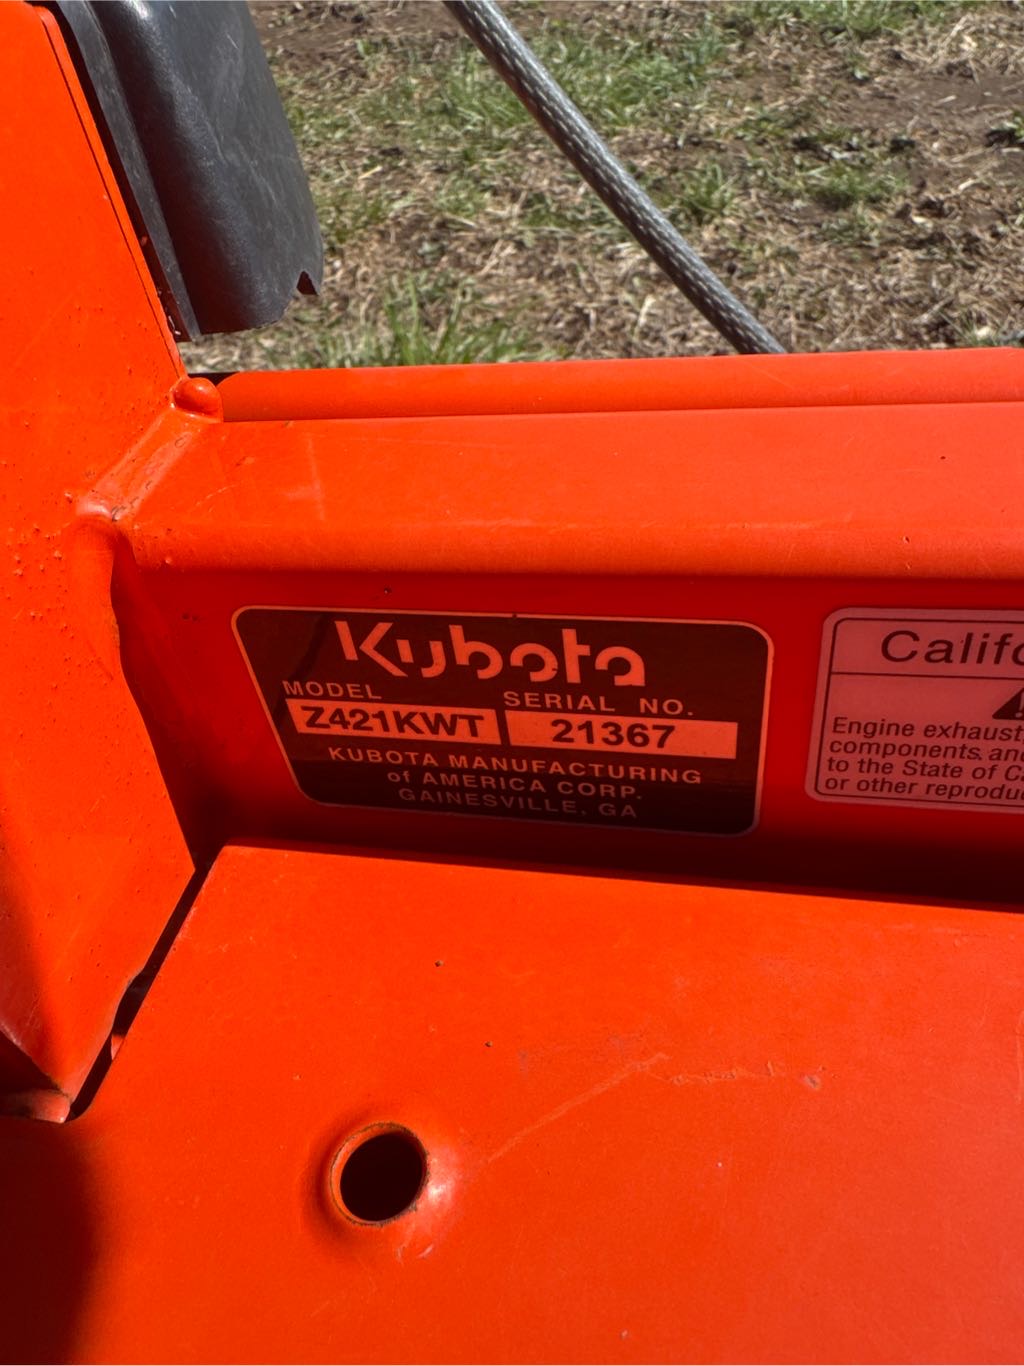 Kubota
MODEL
SERIAL NO.
Z421KWT
21367
KUBOTA MANUFACTURING
of AMERICA CORP.
GAINESVILLE, GA
Califo
Engine exhaust
components, and
to the State of Ca
or other reprodu